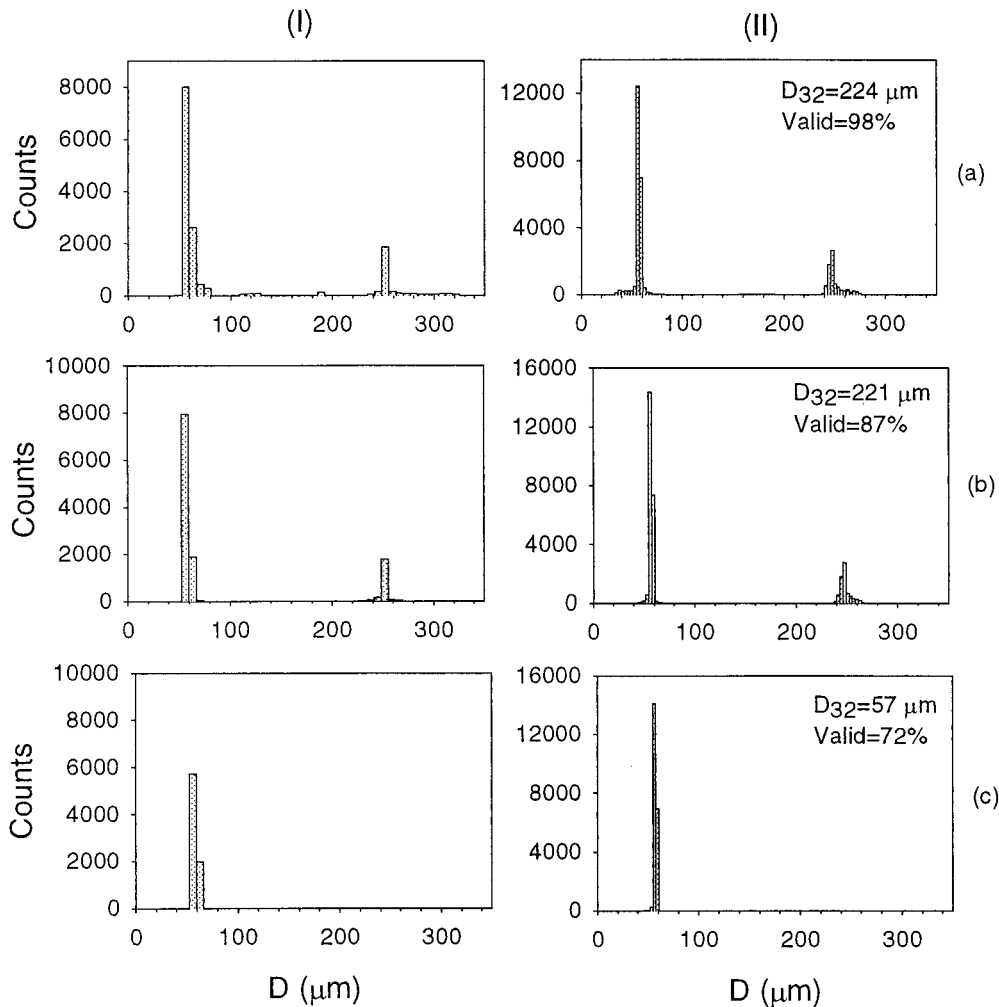 (I)
(II)
8000
6000
4000
2000
0
Counts
0 100 200 300
12000
8000
4000
0
D32=224 µm
Valid=98%
0 100 200 300
(a)
10000
8000
6000
4000
2000
0
Counts
0 100 200 300
16000
12000
8000
4000
0
D32=221 µm
Valid=87%
0 100 200 300
(b)
10000
8000
6000
4000
2000
0
Counts
0 100 200 300
D (µm)
16000
12000
8000
4000
0
D32=57 µm
Valid=72%
0 100 200 300
D (µm)
(c)